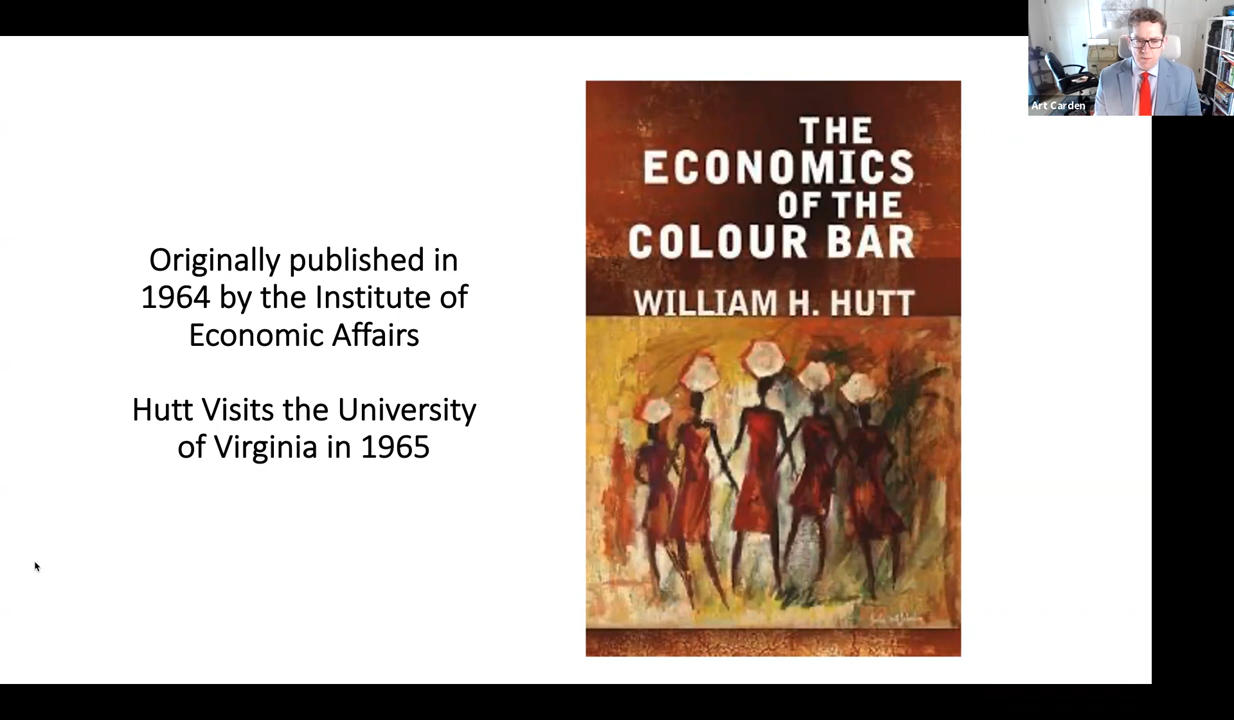 Originally published in
1964 by the Institute of
Economic Affairs
Hutt Visits the University
of Virginia in 1965
THE
ECONOMICS
OF THE
COLOUR BAR
WILLIAM H. HUTT
Art Carden